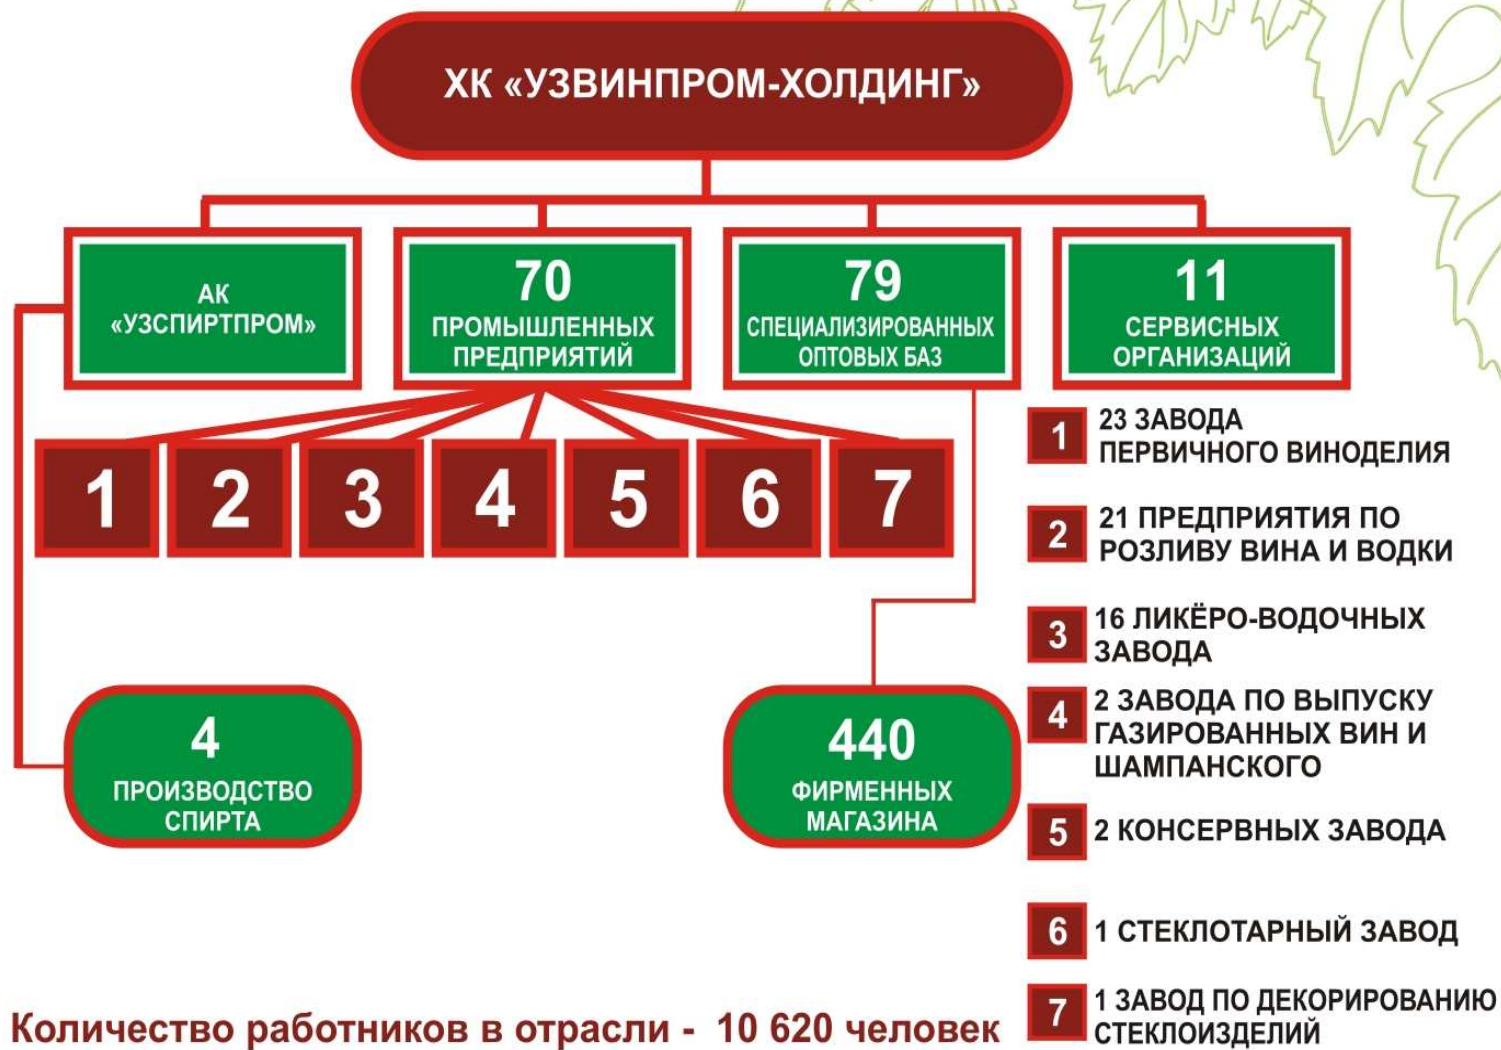 ХК «УЗВИНПРОМ-ХОЛДИНГ»
АК
«УЗСПИРТПРОМ»
70
ПРОМЫШЛЕННЫХ
ПРЕДПРИЯТИЙ
79
СПЕЦИАЛИЗИРОВАННЫХ
ОПТОВЫХ БАЗ
11
СЕРВИСНЫХ
ОРГАНИЗАЦИЙ
1 2 3 4 5 6 7
4
ПРОИЗВОДСТВО
СПИРТА
440
ФИРМЕННЫХ
МАГАЗИНА
1 23 ЗАВОДА
ПЕРВИЧНОГО ВИНОДЕЛИЯ
2 21 ПРЕДПРИЯТИЯ ПО
РОЗЛИВУ ВИНА И ВОДКИ
3 16 ЛИКЁРО-ВОДОЧНЫХ
ЗАВОДА
4 2 ЗАВОДА ПО ВЫПУСКУ
ГАЗИРОВАННЫХ ВИН И
ШАМПАНСКОГО
5 2 КОНСЕРВНЫХ ЗАВОДА
6 1 СТЕКЛОТАРНЫЙ ЗАВОД
7 1 ЗАВОД ПО ДЕКОРИРОВАНИЮ
СТЕКЛОИЗДЕЛИЙ
Количество работников в отрасли - 10 620 человек